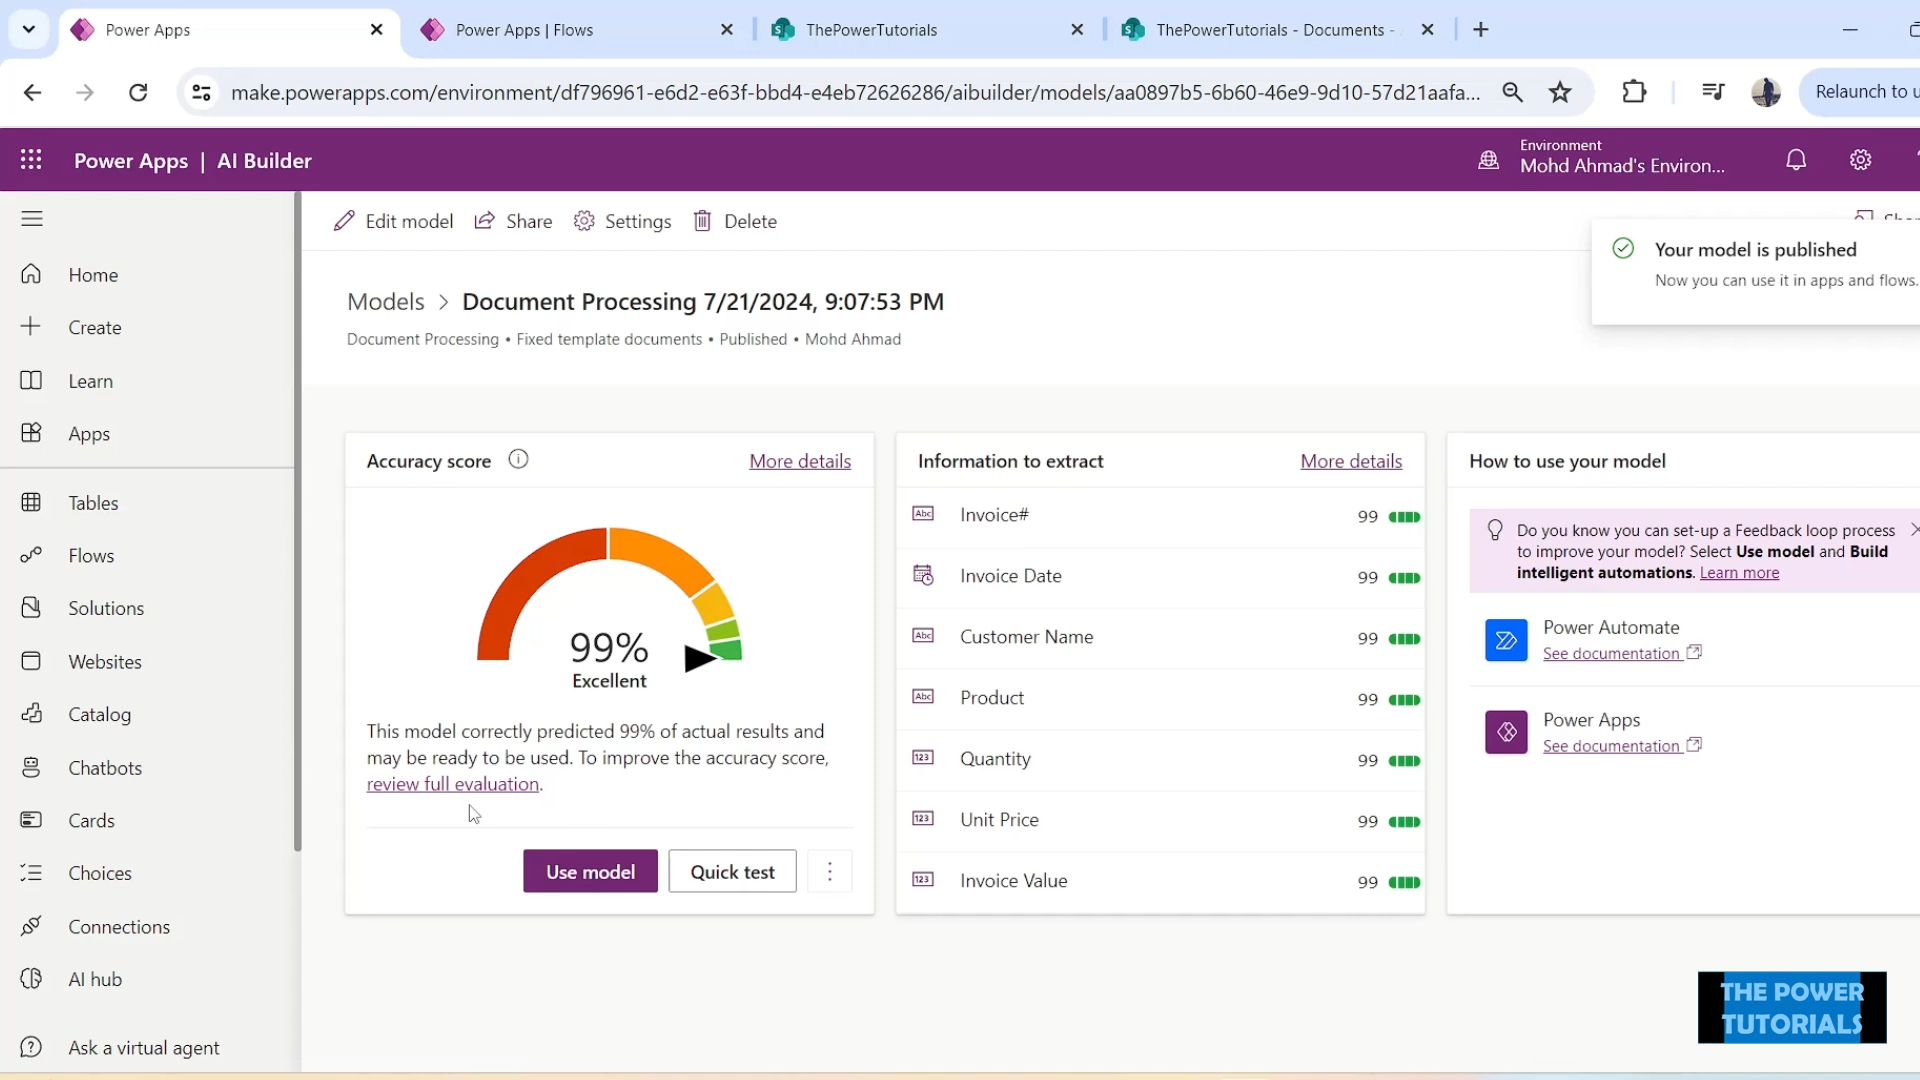 Power Apps
Power Apps | Flows
ThePowerTutorials
ThePowerTutorials - Documents -
make.powerapps.com/environment/df796961-e6d2-e63f-bbd4-e4eb72626286/aibuilder/models/aa0897b5-6b60-46e9-9d10-57d21aafa...
Relaunch to u
Power Apps | AI Builder
Environment
Mohd Ahmad's Environ...
Edit model
Share
Settings
Delete
Your model is published
Now you can use it in apps and flows.
Home
Create
Learn
Apps
Tables
Flows
Solutions
Websites
Catalog
Chatbots
Cards
Choices
Connections
AI hub
Ask a virtual agent
Models > Document Processing 7/21/2024, 9:07:53 PM
Document Processing • Fixed template documents • Published • Mohd Ahmad
Accuracy score
More details
99%
Excellent
This model correctly predicted 99% of actual results and
may be ready to be used. To improve the accuracy score,
review full evaluation.
Use model
Quick test
Information to extract
More details
Abc Invoice# 99
Invoice Date 99
Abc Customer Name 99
Abc Product 99
123 Quantity 99
123 Unit Price 99
123 Invoice Value 99
How to use your model
Do you know you can set-up a Feedback loop process
to improve your model? Select Use model and Build
intelligent automations. Learn more
Power Automate
See documentation
Power Apps
See documentation
THE POWER
TUTORIALS